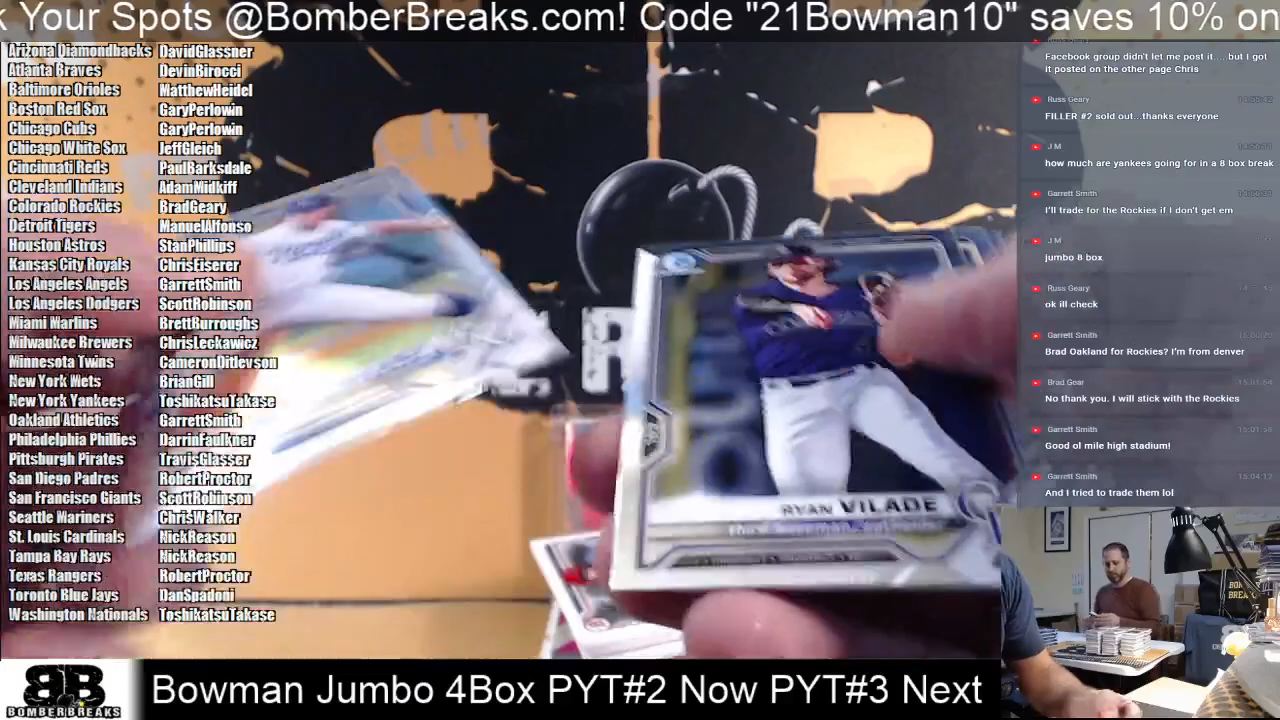 k Your Spots @BomberBreaks.com! Code "21Bowman10" saves 10% on
Arizona Diamondbacks DavidGlassner
Atlanta Braves DevinBirocci
Baltimore Orioles MatthewHeidel
Boston Red Sox GaryPerlowin
Chicago Cubs GaryPerlowin
Chicago White Sox JeffGleich
Cincinnati Reds PaulBarksdale
Cleveland Indians AdamMidkiff
Colorado Rockies BradGeary
Detroit Tigers ManuelAlfonso
Houston Astros StanPhillips
Kansas City Royals ChrisEiserer
Los Angeles Angels GarrettSmith
Los Angeles Dodgers ScottRobinson
Miami Marlins BrettBurroughs
Milwaukee Brewers ChrisLeckawicz
Minnesota Twins CameronDitlevson
New York Mets BrianGill
New York Yankees ToshikatsuTakase
Oakland Athletics GarrettSmith
Philadelphia Phillies DarrinFaulkner
Pittsburgh Pirates TravisGlasser
San Diego Padres RobertProctor
San Francisco Giants ScottRobinson
Seattle Mariners ChrisWalker
St. Louis Cardinals NickReason
Tampa Bay Rays NickReason
Texas Rangers RobertProctor
Toronto Blue Jays DanSpadoni
Washington Nationals ToshikatsuTakase
RYAN VILADE
Facebook group didn't let me post it.....but I got
it posted on the other page Chris
Russ Geary
FILLER #2 sold out...thanks everyone
J M
how much are yankees going for in a 8 box break
Garrett Smith
I'll trade for the Rockies if I don't get em
J M
jumbo 8 box
Russ Geary
ok ill check
Garrett Smith
Brad Oakland for Rockies? I'm from denver
Brad Gear
No thank you. I will stick with the Rockies
Garrett Smith
Good ol mile high stadium!
Garrett Smith 15:04:12
And I tried to trade them lol
BB
BOMBERBREAKS
Bowman Jumbo 4Box PYT#2 Now PYT#3 Next